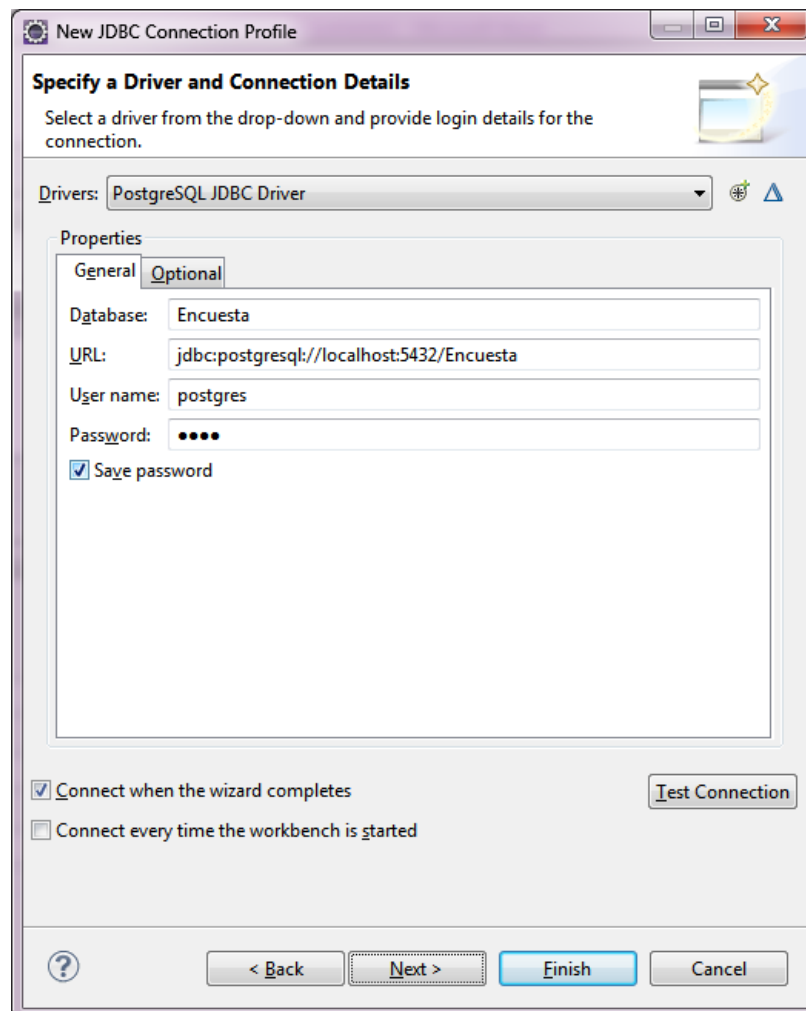 New JDBC Connection Profile
Specify a Driver and Connection Details
Select a driver from the drop-down and provide login details for the
connection.
Drivers: PostgreSQL JDBC Driver
Properties
General Optional
Database: Encuesta
URL: jdbc:postgresql://localhost:5432/Encuesta
User name: postgres
Password: ••••
Save password
Connect when the wizard completes
Test Connection
Connect every time the workbench is started
? < Back Next > Finish Cancel